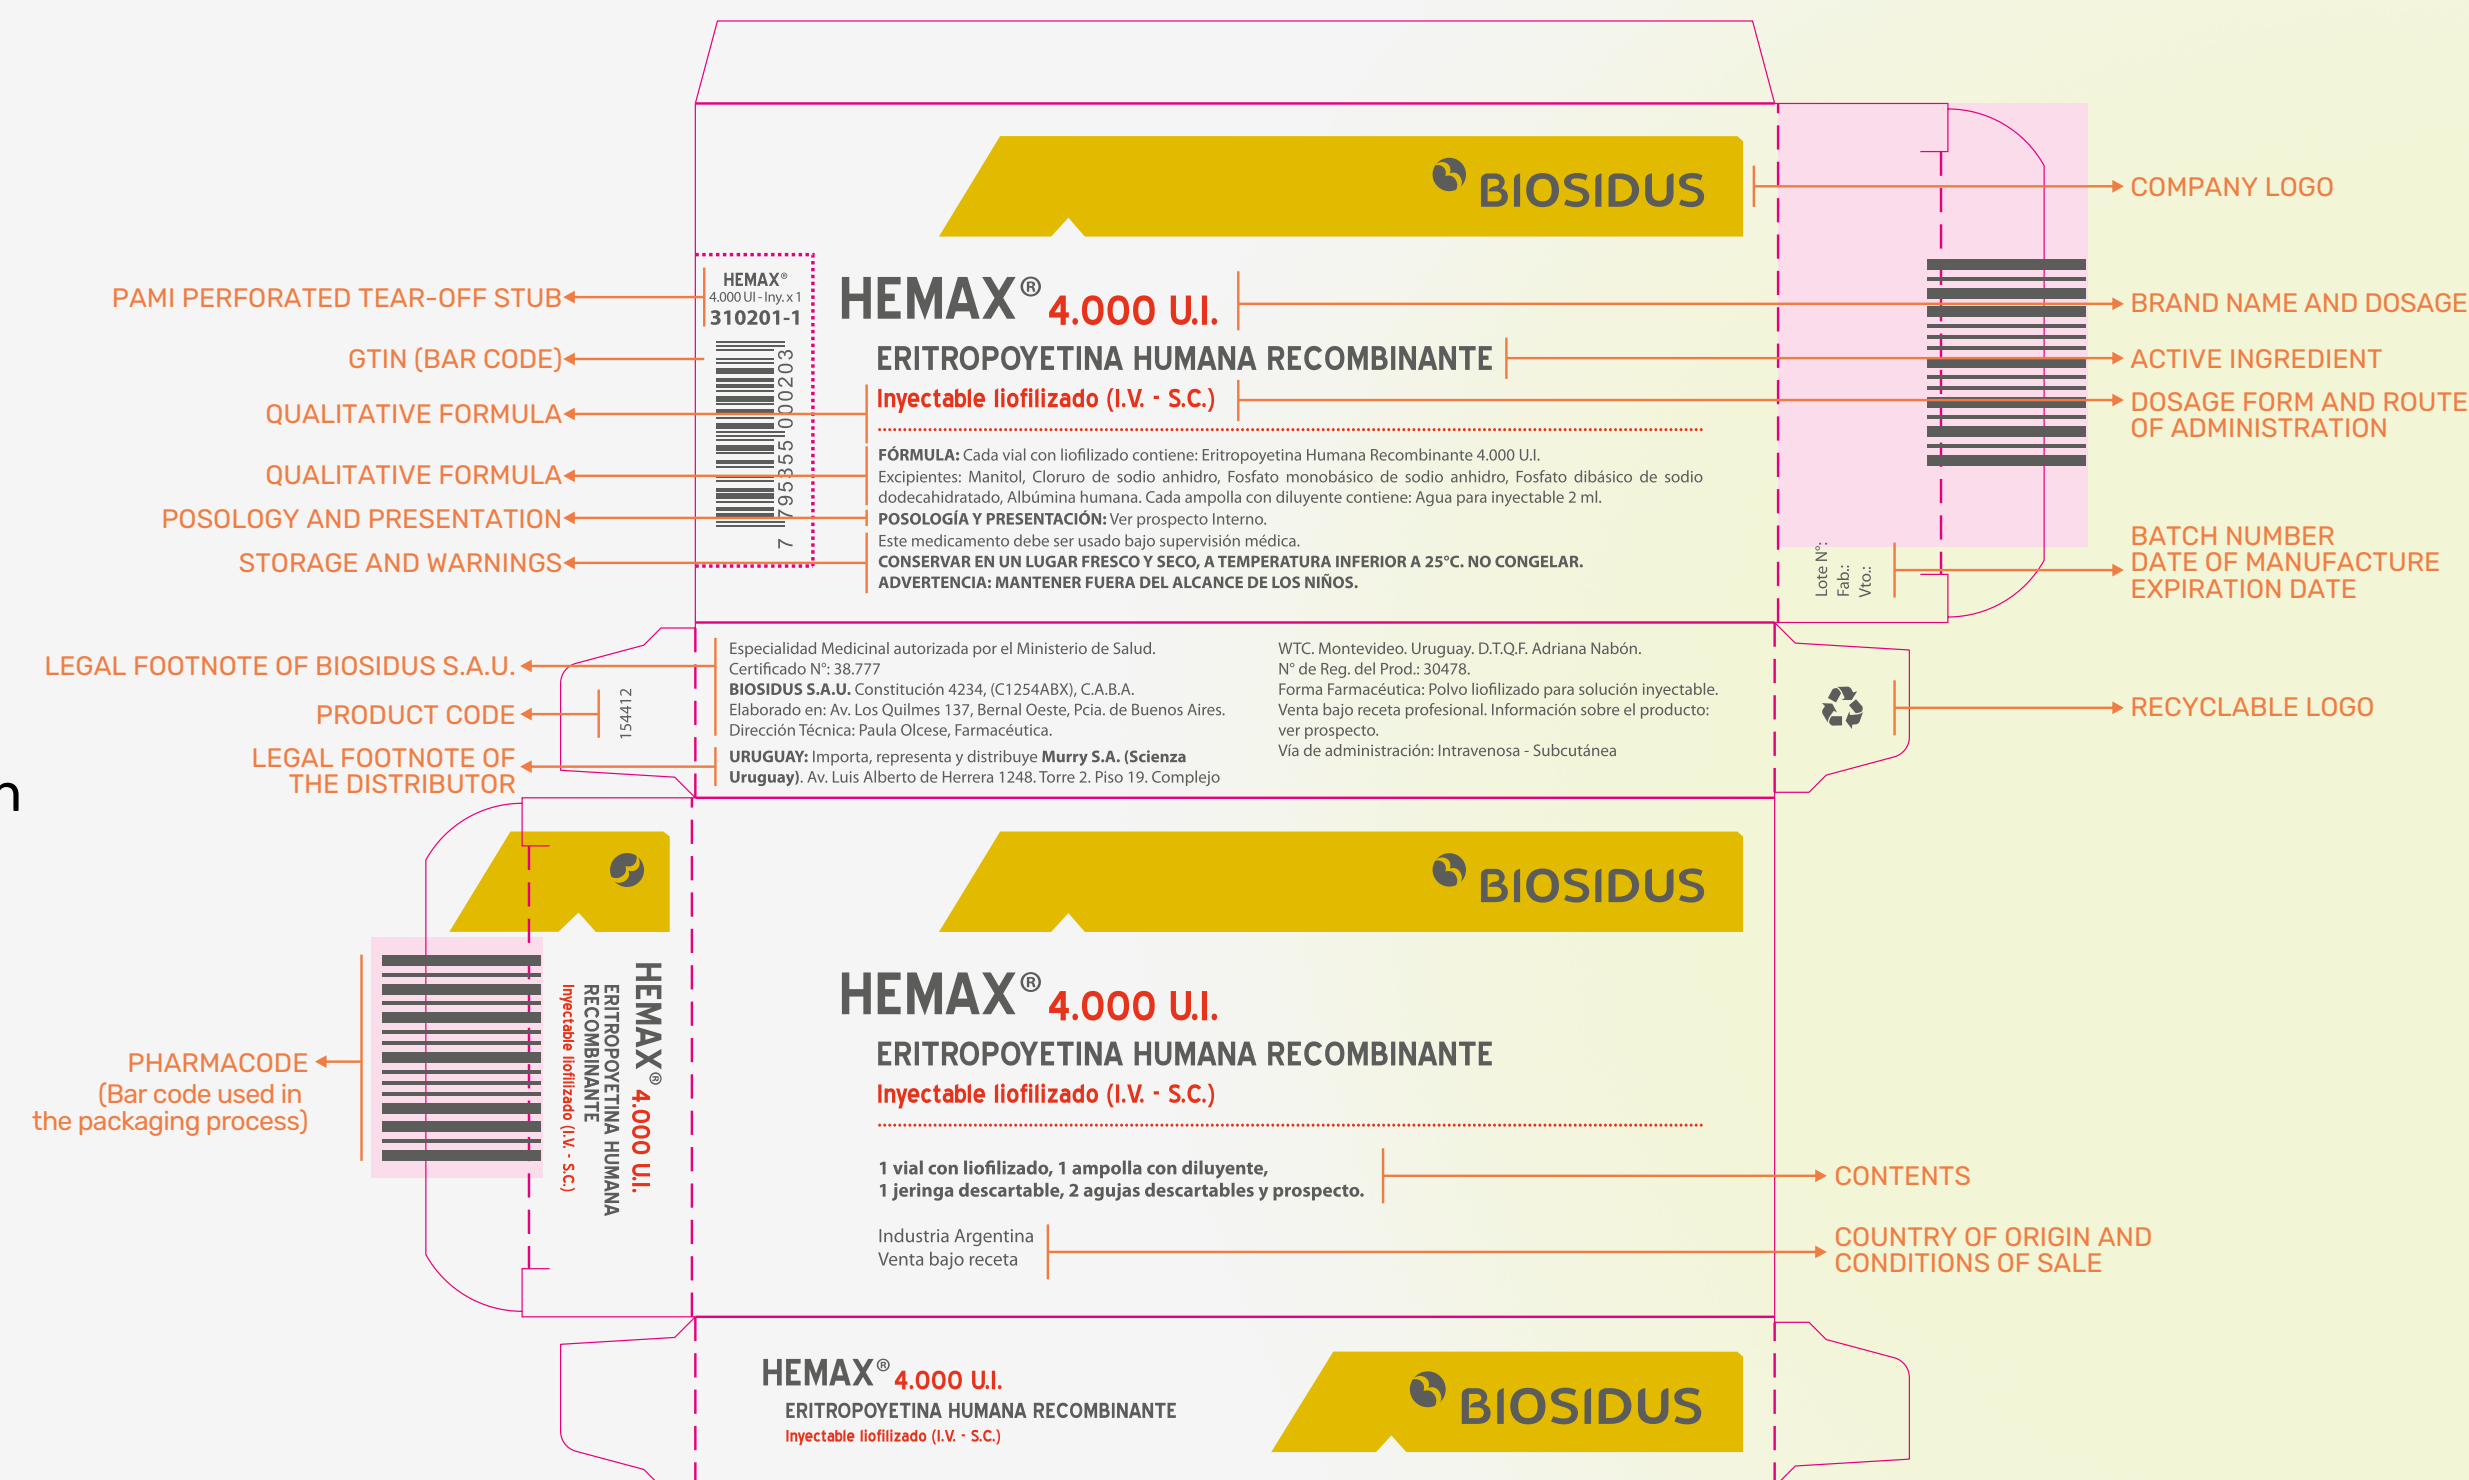 BIOSIDUS
COMPANY LOGO
PAMI PERFORATED TEAR-OFF STUB
GTIN (BAR CODE)
QUALITATIVE FORMULA
QUALITATIVE FORMULA
POSOLOGY AND PRESENTATION
STORAGE AND WARNINGS
HEMAX®
4.000 UI - Iny. x 1
310201-1
7 795355 000203
HEMAX® 4.000 U.I.
ERITROPOYETINA HUMANA RECOMBINANTE
Inyectable liofilizado (I.V. - S.C.)
FÓRMULA: Cada vial con liofilizado contiene: Eritropoyetina Humana Recombinante 4.000 U.I.
Excipientes: Manitol, Cloruro de sodio anhidro, Fosfato monobásico de sodio anhidro, Fosfato dibásico de sodio
dodecahidratado, Albúmina humana. Cada ampolla con diluyente contiene: Agua para inyectable 2 ml.
POSOLOGÍA Y PRESENTACIÓN: Ver prospecto Interno.
Este medicamento debe ser usado bajo supervisión médica.
CONSERVAR EN UN LUGAR FRESCO Y SECO, A TEMPERATURA INFERIOR A 25°C. NO CONGELAR.
ADVERTENCIA: MANTENER FUERA DEL ALCANCE DE LOS NIÑOS.
BRAND NAME AND DOSAGE
ACTIVE INGREDIENT
DOSAGE FORM AND ROUTE
OF ADMINISTRATION
Lote N°:
Fab.:
Vto.:
BATCH NUMBER
DATE OF MANUFACTURE
EXPIRATION DATE
LEGAL FOOTNOTE OF BIOSIDUS S.A.U.
PRODUCT CODE
LEGAL FOOTNOTE OF
THE DISTRIBUTOR
154412
Especialidad Medicinal autorizada por el Ministerio de Salud.
Certificado N°: 38.777
BIOSIDUS S.A.U. Constitución 4234, (C1254ABX), C.A.B.A.
Elaborado en: Av. Los Quilmes 137, Bernal Oeste, Pcia. de Buenos Aires.
Dirección Técnica: Paula Olcese, Farmacéutica.
URUGUAY: Importa, representa y distribuye Murry S.A. (Scienza
Uruguay). Av. Luis Alberto de Herrera 1248. Torre 2. Piso 19. Complejo
WTC. Montevideo. Uruguay. D.T.Q.F. Adriana Nabón.
N° de Reg. del Prod.: 30478.
Forma Farmacéutica: Polvo liofilizado para solución inyectable.
Venta bajo receta profesional. Información sobre el producto:
ver prospecto.
Vía de administración: Intravenosa - Subcutánea
RECYCLABLE LOGO
n
PHARMACODE
(Bar code used in
the packaging process)
HEMAX® 4.000 U.I.
ERITROPOYETINA HUMANA
RECOMBINANTE
Inyectable liofilizado (I.V. - S.C.)
BIOSIDUS
HEMAX® 4.000 U.I.
ERITROPOYETINA HUMANA RECOMBINANTE
Inyectable liofilizado (I.V. - S.C.)
1 vial con liofilizado, 1 ampolla con diluyente,
1 jeringa descartable, 2 agujas descartables y prospecto.
Industria Argentina
Venta bajo receta
CONTENTS
COUNTRY OF ORIGIN AND
CONDITIONS OF SALE
HEMAX® 4.000 U.I.
ERITROPOYETINA HUMANA RECOMBINANTE
Inyectable liofilizado (I.V. - S.C.)
BIOSIDUS